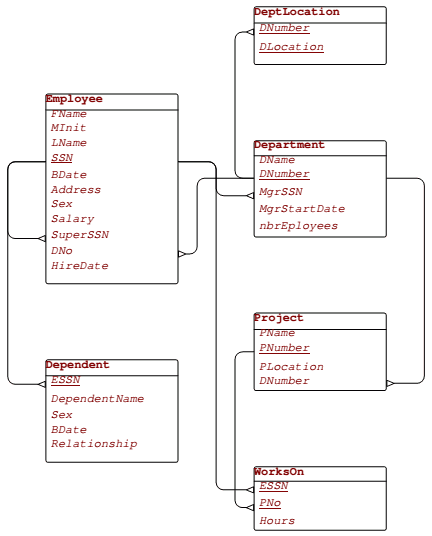 DeptLocation
DNumber
DLocation
Employee
FName
MInit
LName
SSN
BDate
Address
Sex
Salary
SuperSSN
DNo
HireDate
Department
DName
DNumber
MgrSSN
MgrStartDate
nbrEployees
Project
PName
PNumber
PLocation
DNumber
Dependent
ESSN
DependentName
Sex
BDate
Relationship
WorksOn
ESSN
PNo
Hours